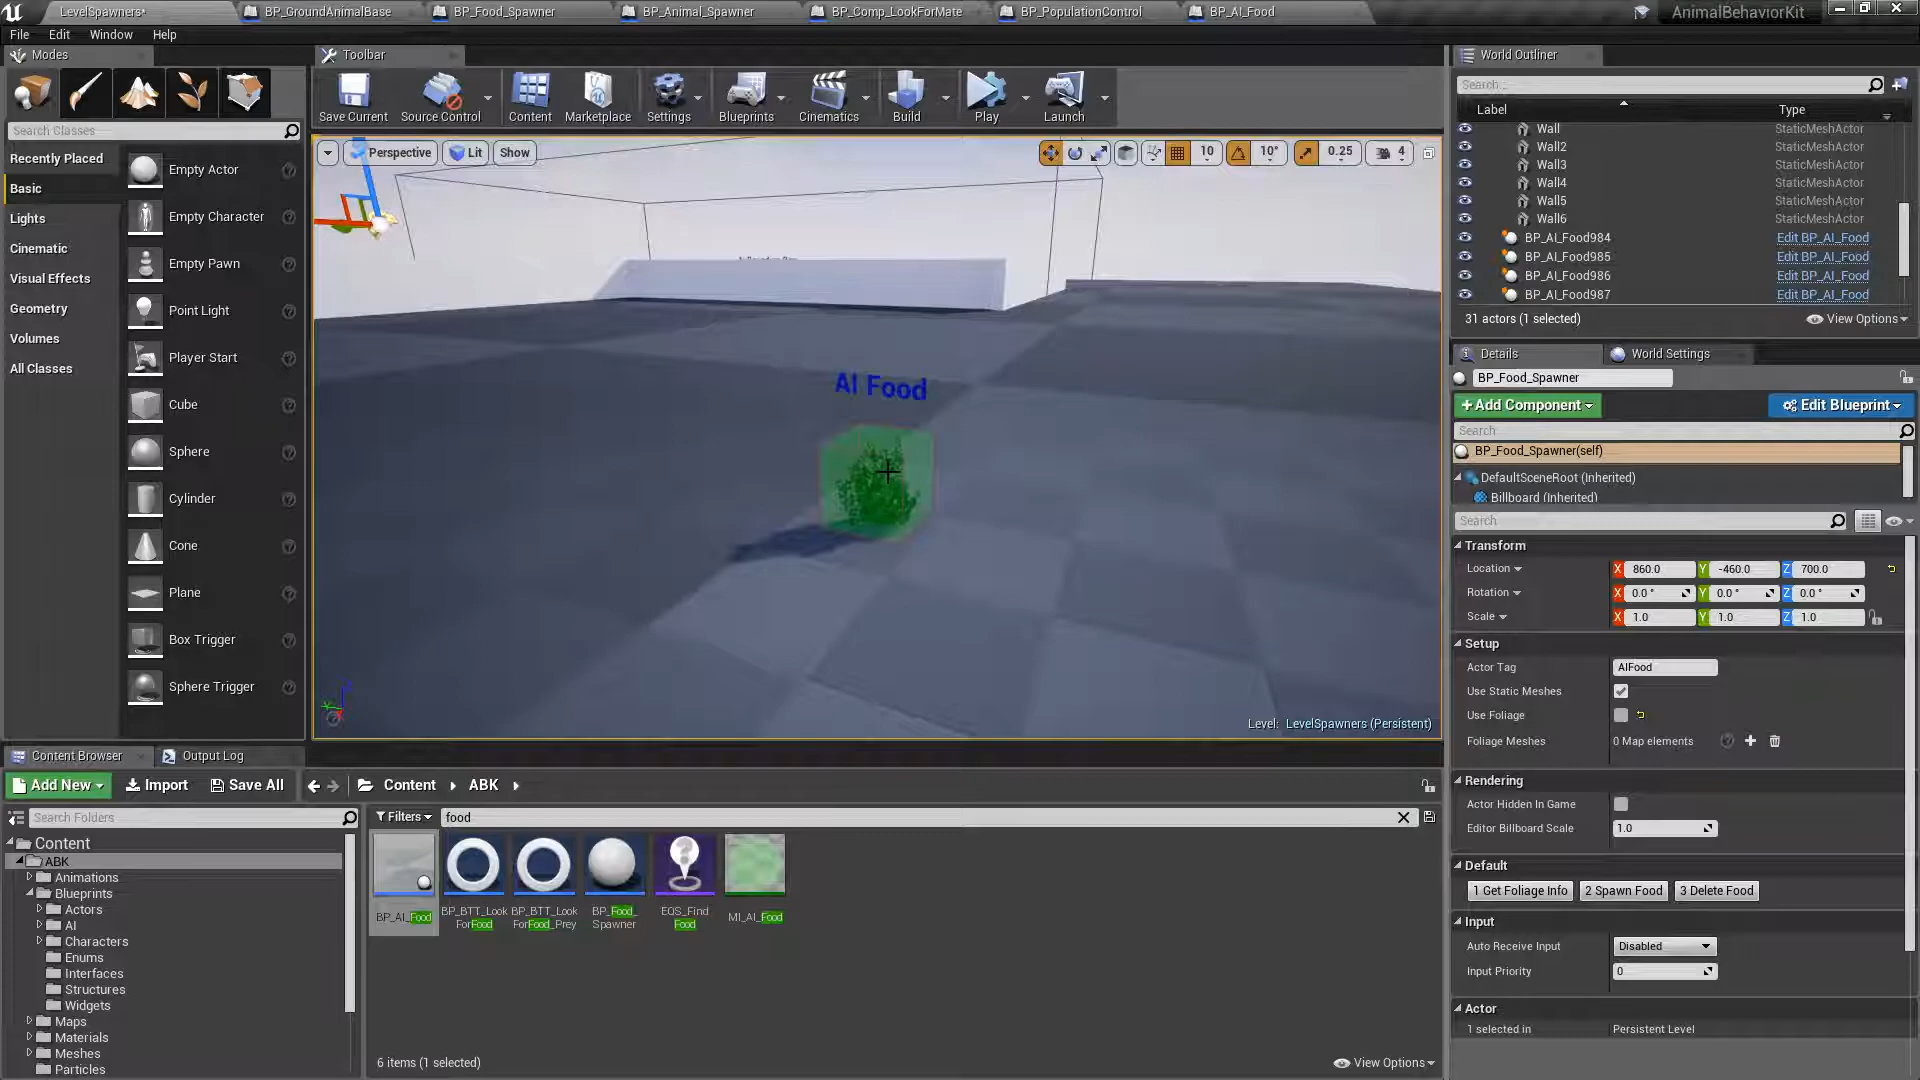 LevelSpawners*
BP_GroundAnimalBase
BP_Food_Spawner
BP_Animal_Spawner
BP_Comp_LookForMate
BP_PopulationControl
BP_AI_Food
AnimalBehaviorKit
File Edit Window Help
Modes
Search Classes
Recently Placed
Basic
Lights
Cinematic
Visual Effects
Geometry
Volumes
All Classes
Empty Actor
Empty Character
Empty Pawn
Point Light
Player Start
Cube
Sphere
Cylinder
Cone
Plane
Box Trigger
Sphere Trigger
Toolbar
Save Current
Source Control
Content
Marketplace
Settings
Blueprints
Cinematics
Build
Play
Launch
Perspective
Lit
Show
10
10°
0.25
4
AI Food
Level: LevelSpawners (Persistent)
World Outliner
Search...
Label Type
Wall StaticMeshActor
Wall2 StaticMeshActor
Wall3 StaticMeshActor
Wall4 StaticMeshActor
Wall5 StaticMeshActor
Wall6 StaticMeshActor
BP_AI_Food984 Edit BP_AI_Food
BP_AI_Food985 Edit BP_AI_Food
BP_AI_Food986 Edit BP_AI_Food
BP_AI_Food987 Edit BP_AI_Food
31 actors (1 selected)
View Options
Details
World Settings
BP_Food_Spawner
+Add Component
Edit Blueprint
Search
BP_Food_Spawner(self)
DefaultSceneRoot (Inherited)
Billboard (Inherited)
Search
Transform
Location X 860.0 Y -460.0 Z 700.0
Rotation X 0.0 ° Y 0.0 ° Z 0.0 °
Scale X 1.0 Y 1.0 Z 1.0
Setup
Actor Tag AIFood
Use Static Meshes
Use Foliage
Foliage Meshes 0 Map elements
Rendering
Actor Hidden In Game
Editor Billboard Scale 1.0
Default
1 Get Foliage Info
2 Spawn Food
3 Delete Food
Input
Auto Receive Input Disabled
Input Priority 0
Actor
1 selected in Persistent Level
Content Browser
Output Log
Add New
Import
Save All
Content
ABK
Search Folders
Filters
food
Content
ABK
Animations
Blueprints
Actors
AI
Characters
Enums
Interfaces
Structures
Widgets
Maps
Materials
Meshes
Particles
BP_AI_Food
BP_BTT_Look
ForFood
BP_BTT_Look
ForFood_Prey
BP_Food_
Spawner
EQS_Find
Food
MI_AI_Food
6 items (1 selected)
View Options